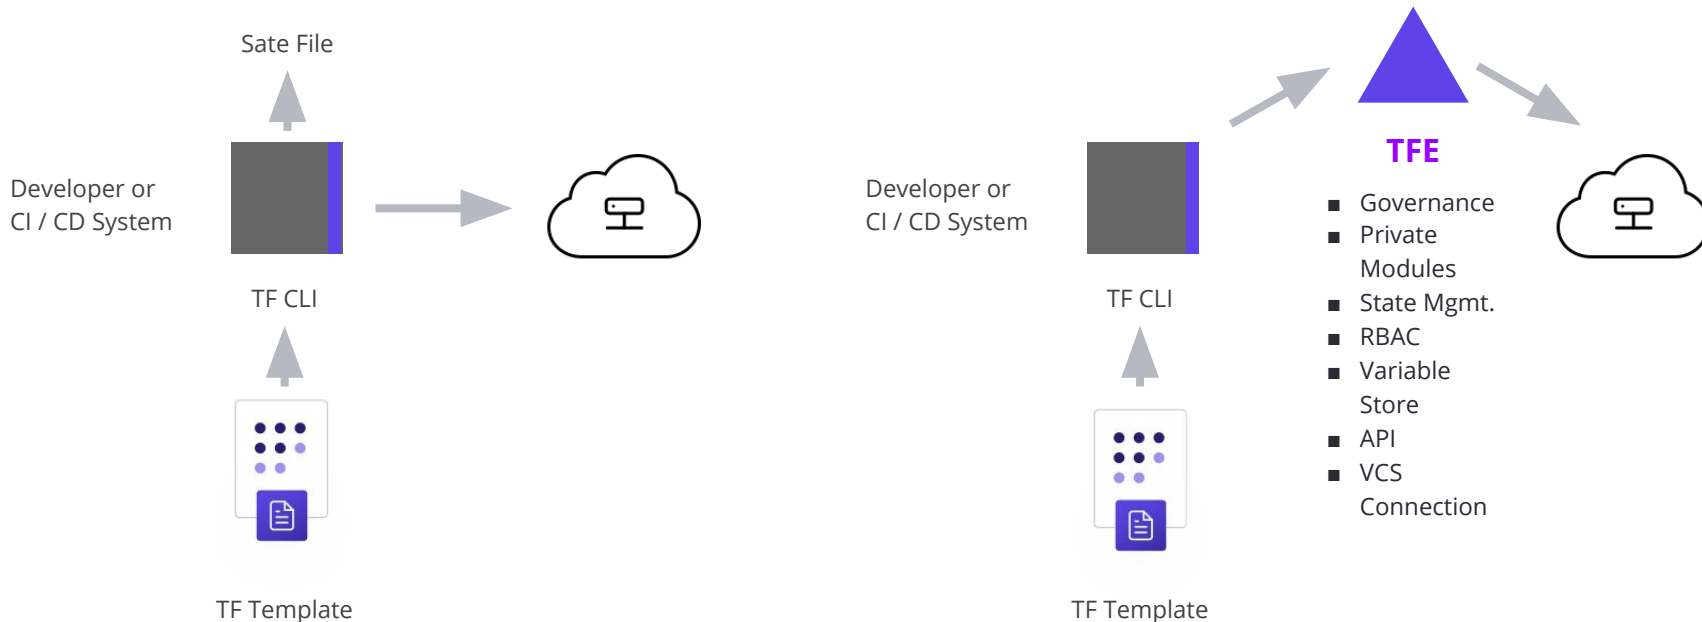 Sate File
Developer or
CI / CD System
TF CLI
TF Template
Developer or
CI / CD System
TF CLI
TF Template
TFE
■ Governance
■ Private
Modules
■ State Mgmt.
■ RBAC
■ Variable
Store
■ API
■ VCS
Connection